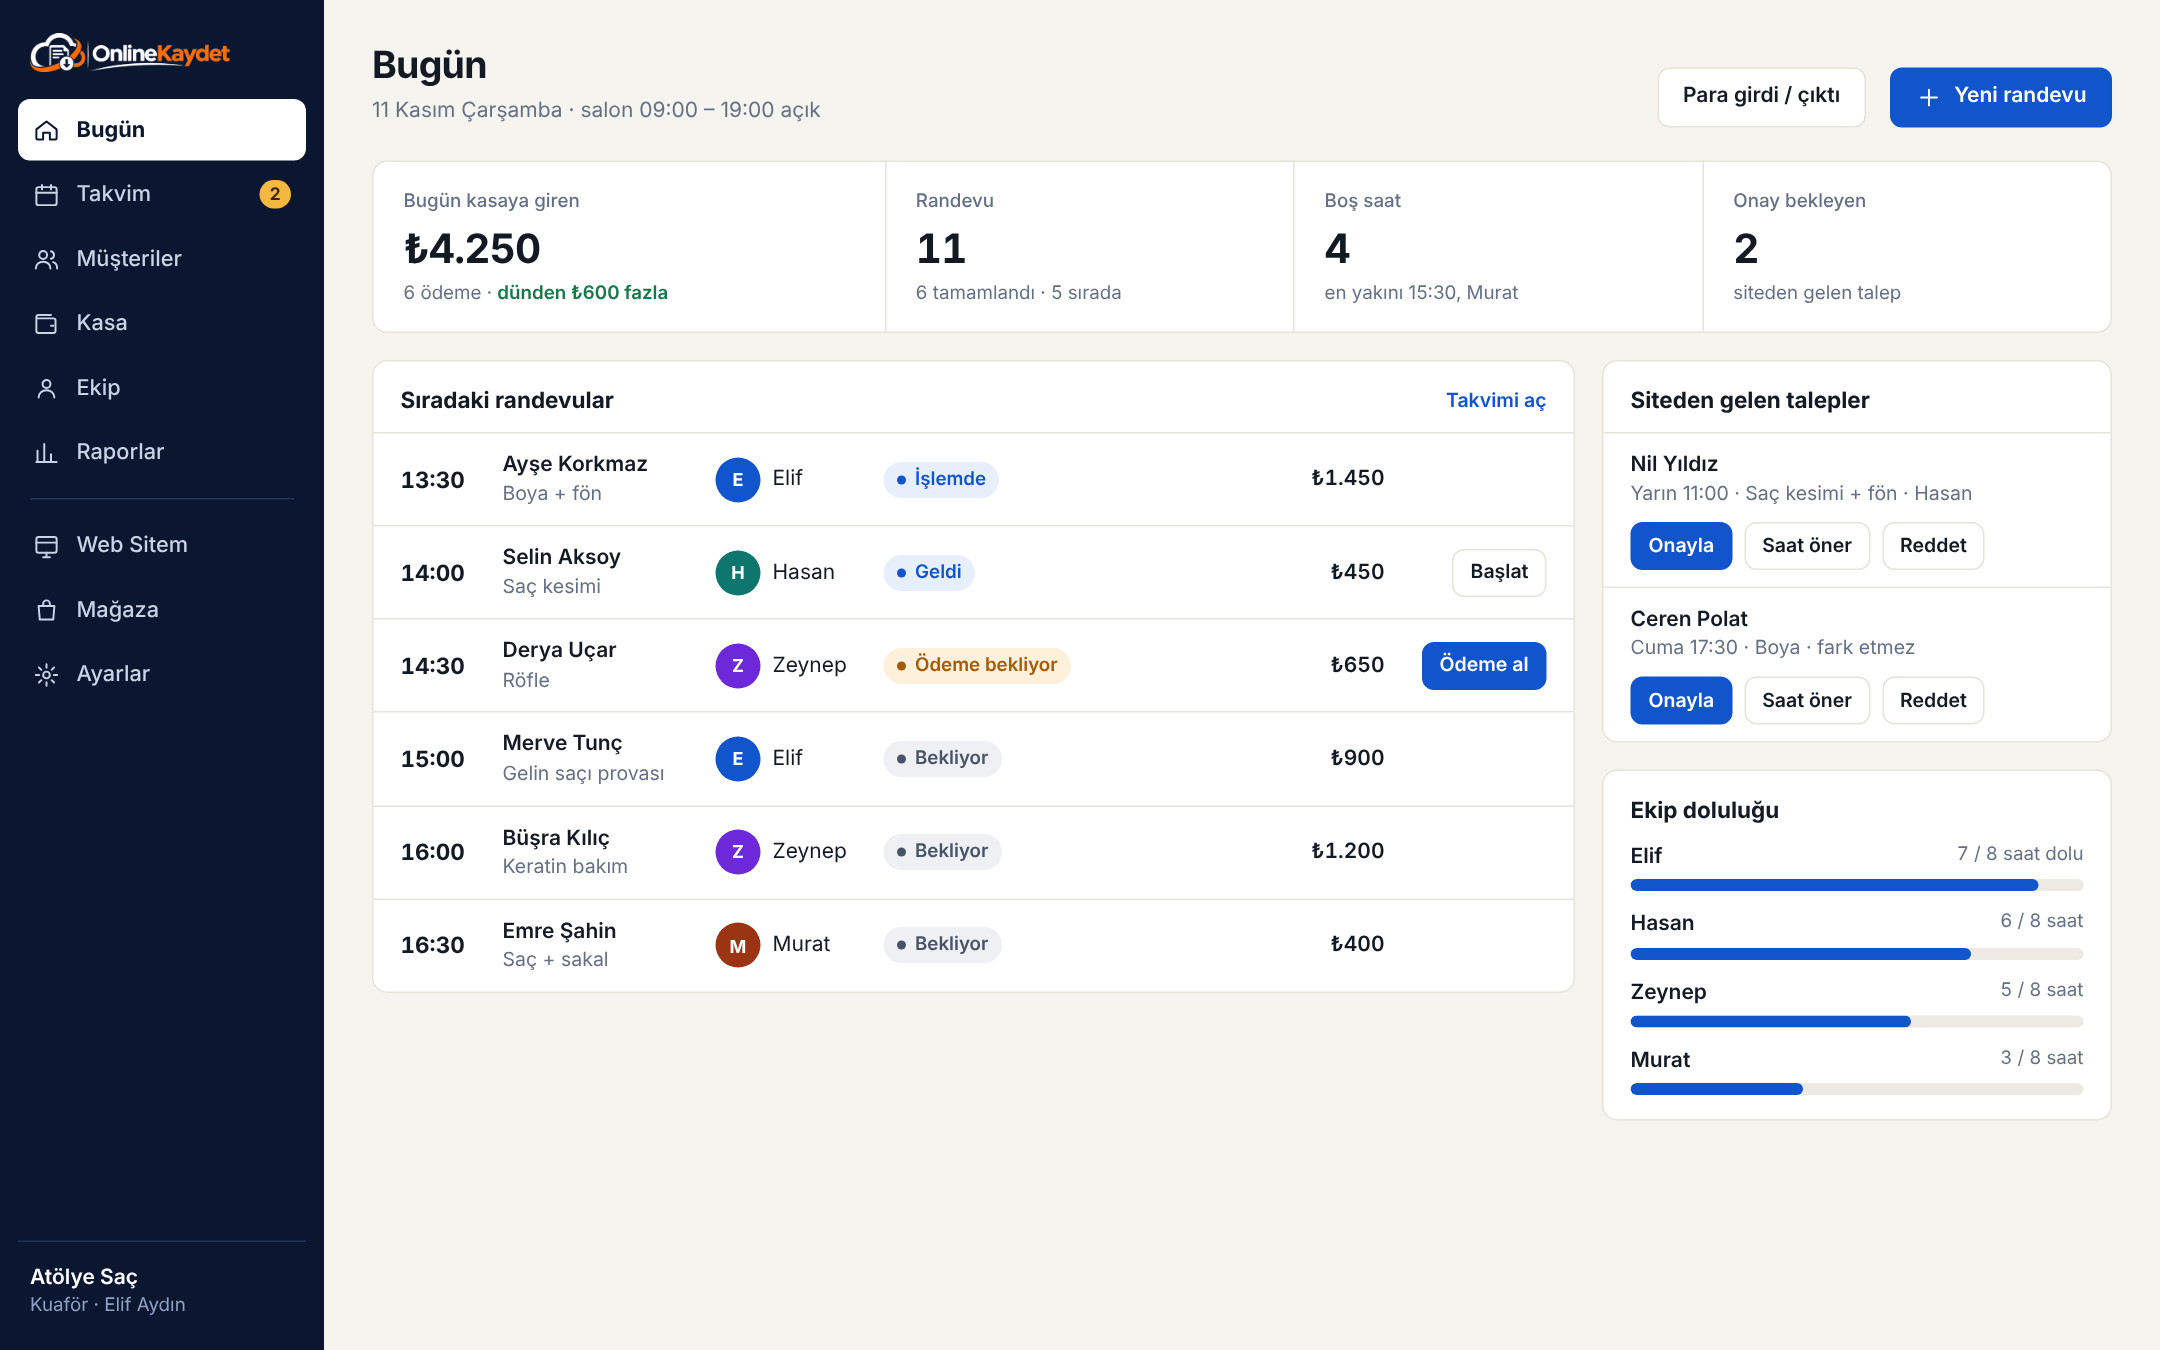 OnlineKaydet
Bugün
Takvim 2
Müşteriler
Kasa
Ekip
Raporlar
Web Sitem
Mağaza
Ayarlar
Atölye Saç
Kuaför · Elif Aydın
Bugün
11 Kasım Çarşamba · salon 09:00 – 19:00 açık
Para girdi / çıktı
+ Yeni randevu
Bugün kasaya giren
₺4.250
6 ödeme · dünden ₺600 fazla
Randevu
11
6 tamamlandı · 5 sırada
Boş saat
4
en yakını 15:30, Murat
Onay bekleyen
2
siteden gelen talep
Sıradaki randevular
Takvimi aç
13:30 Ayşe Korkmaz E Elif İşlemde ₺1.450
Boya + fön
14:00 Selin Aksoy H Hasan Geldi ₺450 Başlat
Saç kesimi
14:30 Derya Uçar Z Zeynep Ödeme bekliyor ₺650 Ödeme al
Röfle
15:00 Merve Tunç E Elif Bekliyor ₺900
Gelin saçı provası
16:00 Büşra Kılıç Z Zeynep Bekliyor ₺1.200
Keratin bakım
16:30 Emre Şahin M Murat Bekliyor ₺400
Saç + sakal
Siteden gelen talepler
Nil Yıldız
Yarın 11:00 · Saç kesimi + fön · Hasan
Onayla Saat öner Reddet
Ceren Polat
Cuma 17:30 · Boya · fark etmez
Onayla Saat öner Reddet
Ekip doluluğu
Elif 7 / 8 saat dolu
Hasan 6 / 8 saat
Zeynep 5 / 8 saat
Murat 3 / 8 saat